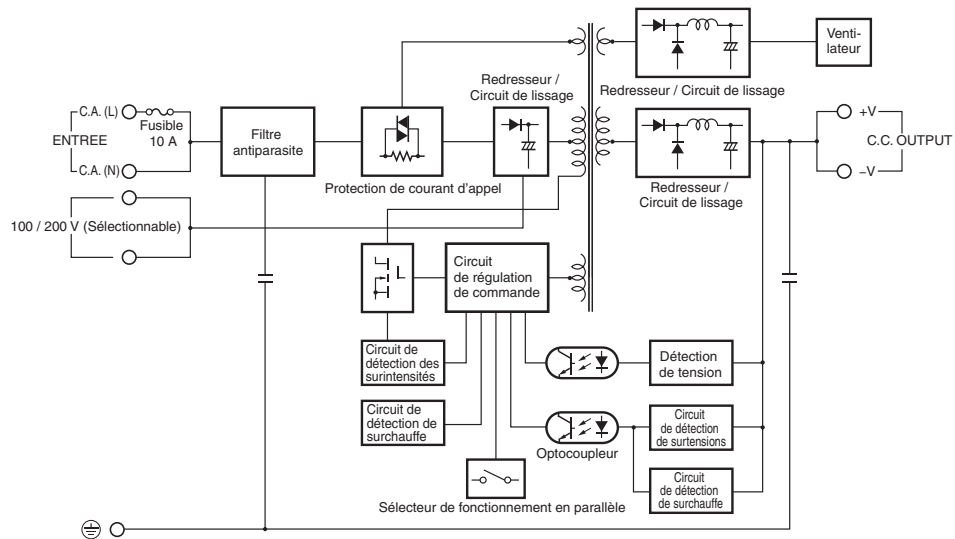 Venti-
lateur
Redresseur / Circuit de lissage
Redresseur /
Circuit de lissage
C.A. (L)
Fusible
10 A
ENTREE
C.A. (N)
Filtre
antiparasite
Protection de courant d'appel
+V
C.C. OUTPUT
–V
Redresseur /
Circuit de lissage
100 / 200 V (Sélectionnable)
Circuit
de régulation
de commande
Circuit de
détection des
surintensités
Détection
de tension
Circuit de
détection de
surchauffe
Optocoupleur
Circuit
de détection
de surtensions
Circuit
de détection
de surchauffe
Sélecteur de fonctionnement en parallèle